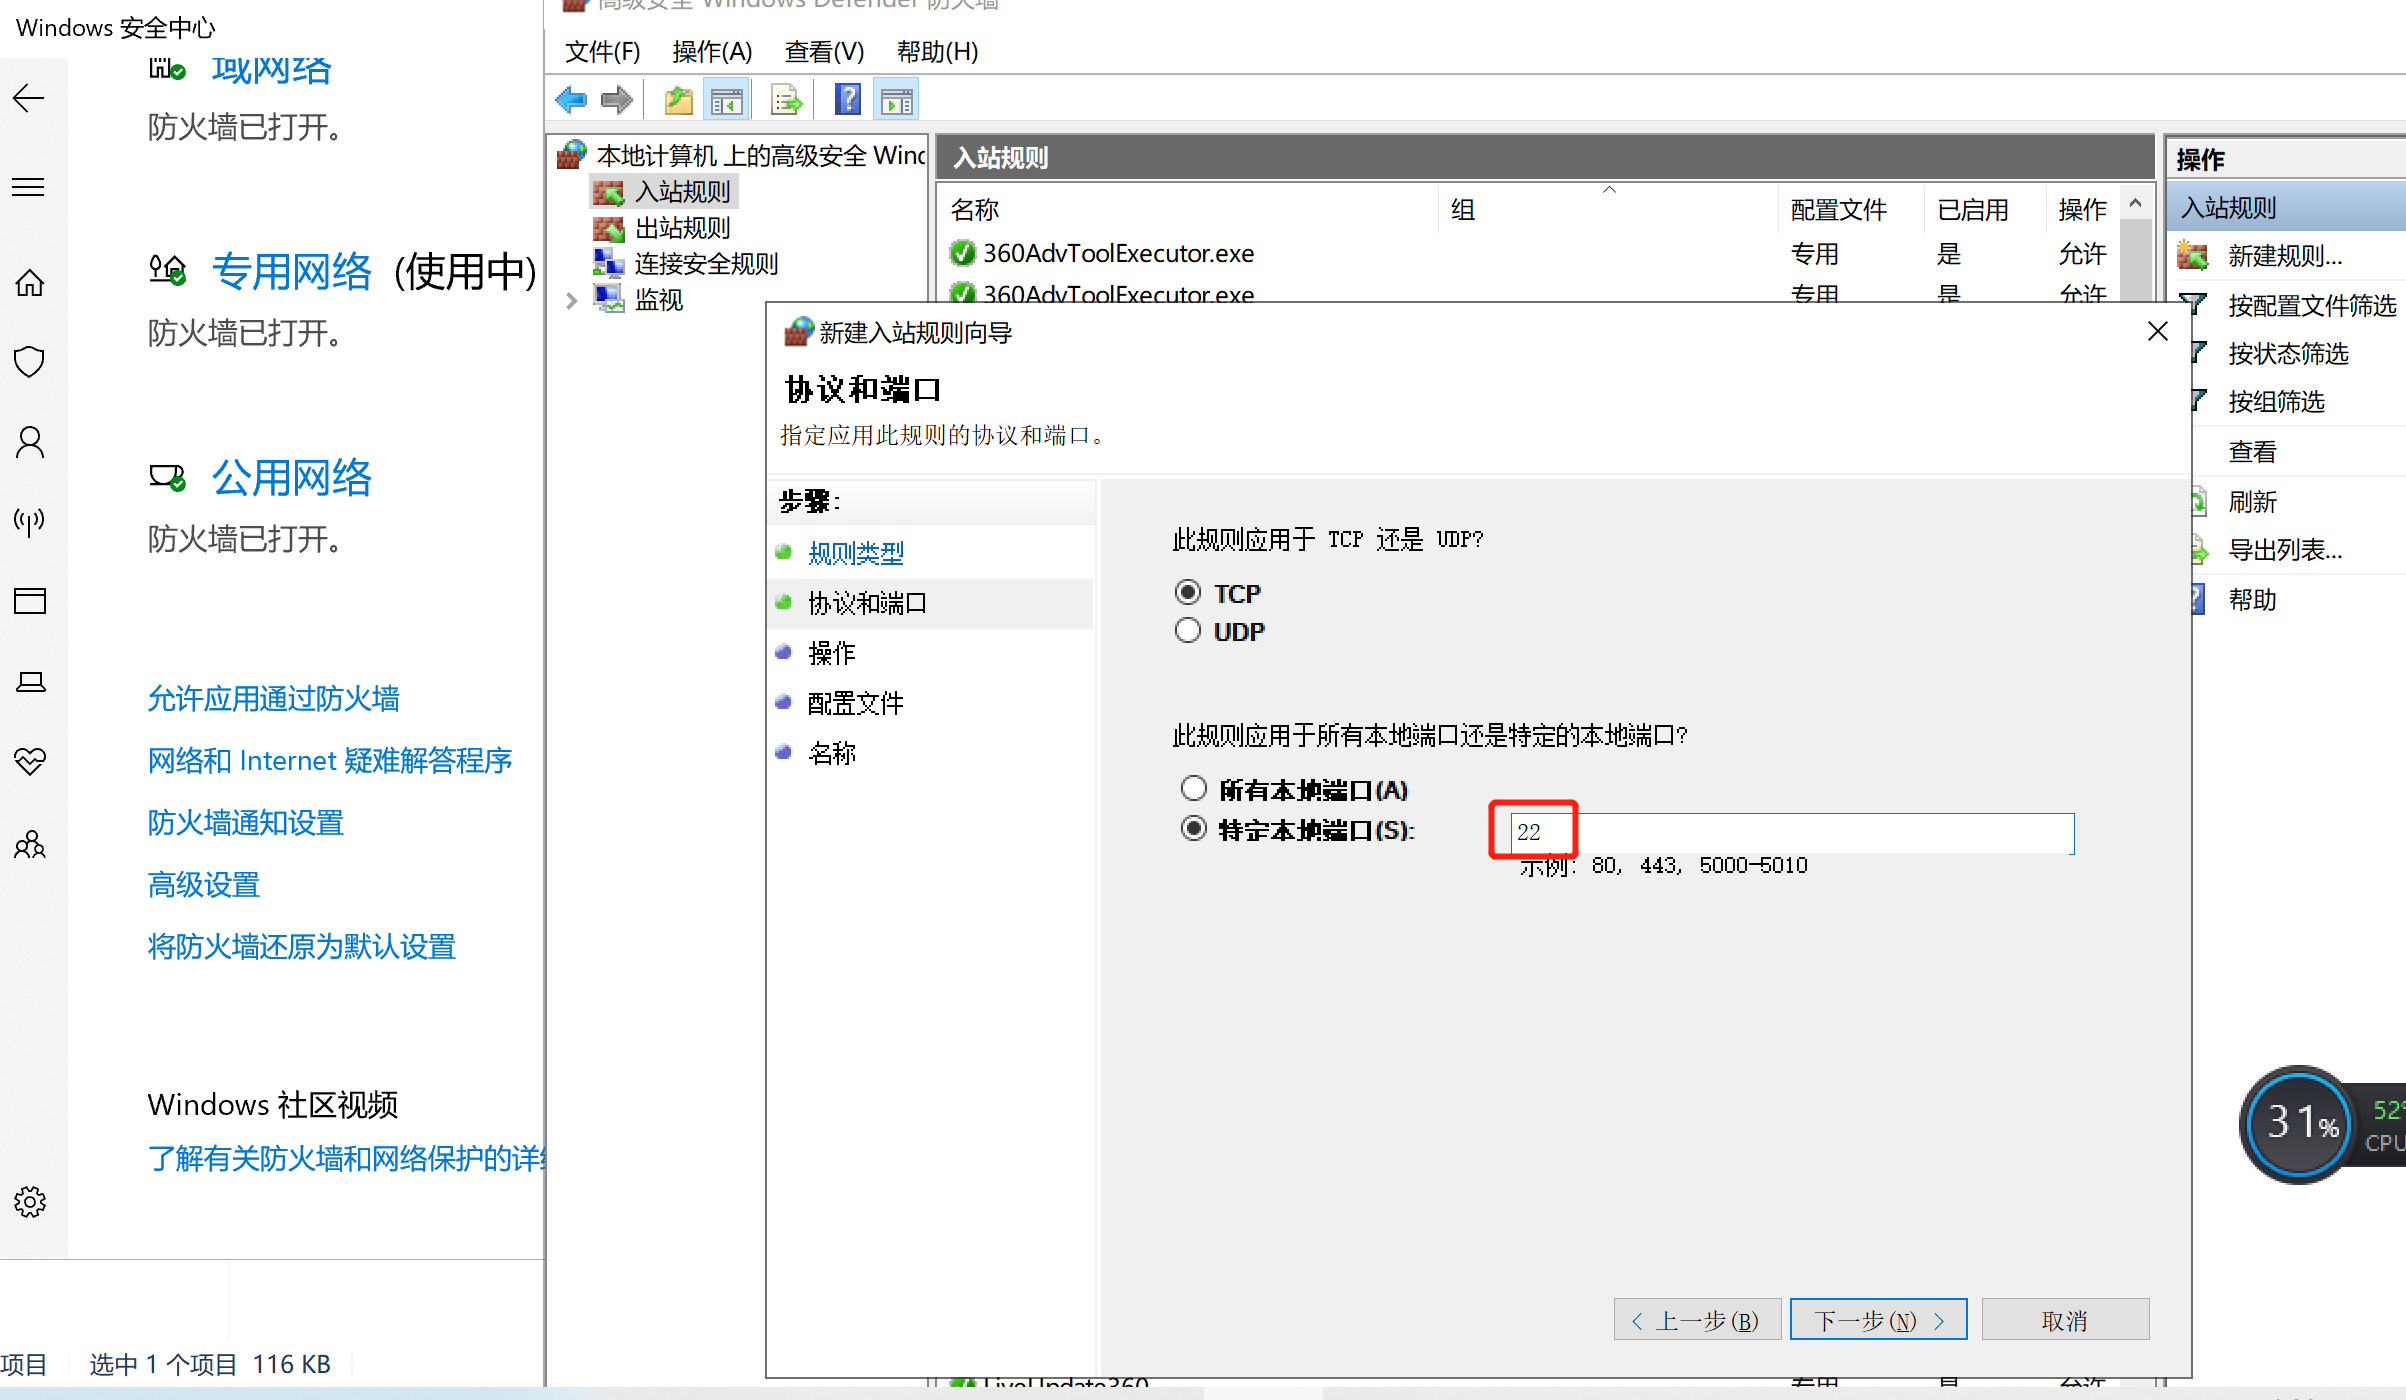 Windows 安全中心
域网络
防火墙已打开。
专用网络 (使用中)
防火墙已打开。
公用网络
防火墙已打开。
允许应用通过防火墙
网络和 Internet 疑难解答程序
防火墙通知设置
高级设置
将防火墙还原为默认设置
Windows 社区视频
了解有关防火墙和网络保护的详
项目 选中 1 个项目 116 KB
高级安全 Windows Defender 防火墙
文件(F) 操作(A) 查看(V) 帮助(H)
本地计算机 上的高级安全 Winc
入站规则
出站规则
连接安全规则
监视
入站规则
名称 组 配置文件 已启用 操作
360AdvToolExecutor.exe 专用 是 允许
360AdvToolExecutor.exe 专用 是 允许
新建入站规则向导
协议和端口
指定应用此规则的协议和端口。
步骤:
规则类型
协议和端口
操作
配置文件
名称
此规则应用于 TCP 还是 UDP?
TCP
UDP
此规则应用于所有本地端口还是特定的本地端口?
所有本地端口(A)
特定本地端口(S): 22
示例: 80, 443, 5000-5010
< 上一步(B) 下一步(N) > 取消
LiveUpdate360 专用 是 允许
操作
入站规则
新建规则...
按配置文件筛选
按状态筛选
按组筛选
查看
刷新
导出列表...
帮助
31% 52°
CPU